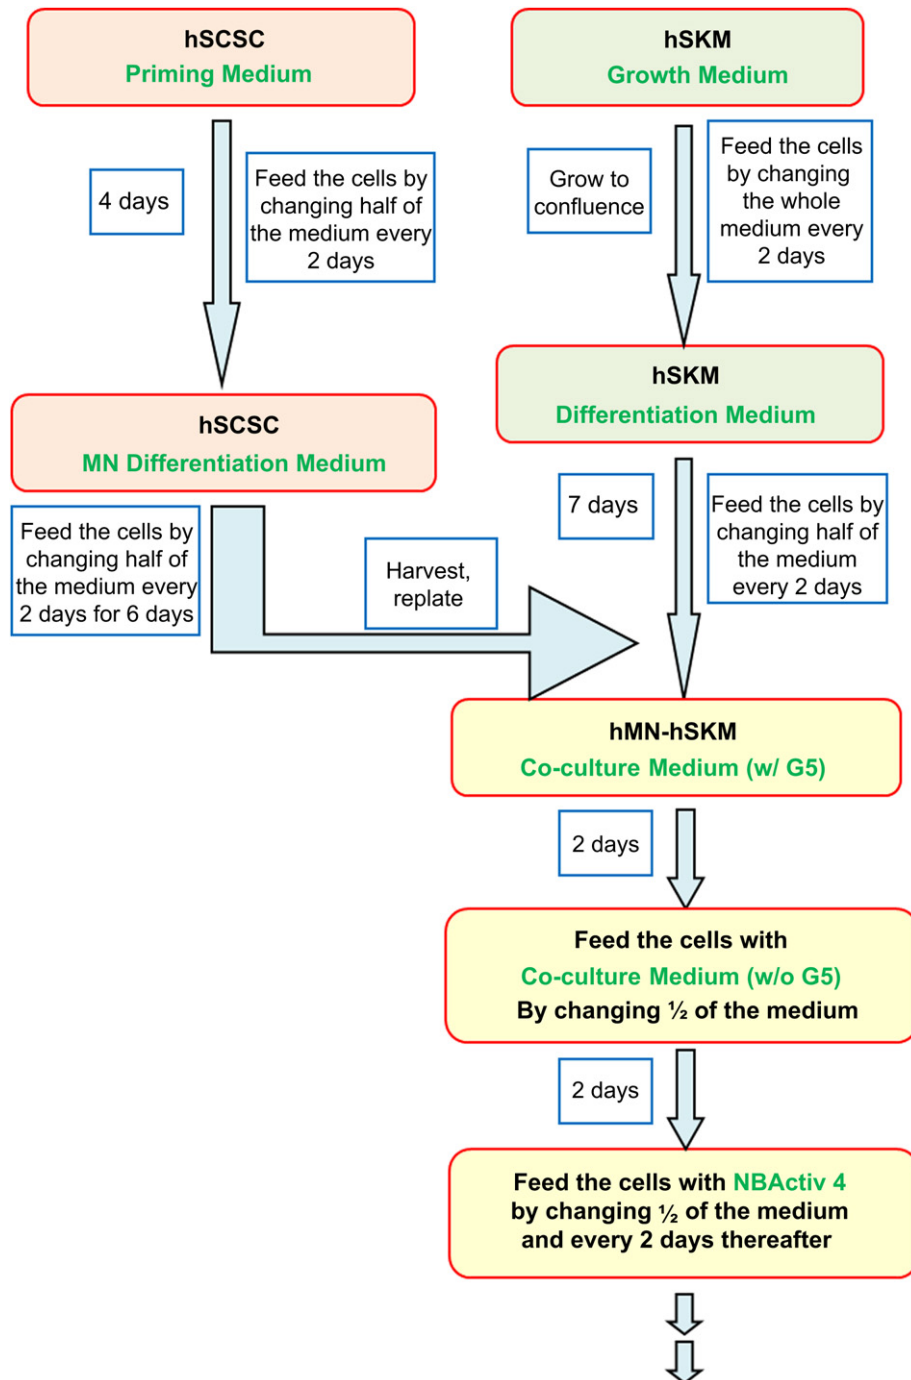 hSCSC
Priming Medium
hSKM
Growth Medium
4 days
Feed the cells by
changing half of
the medium every
2 days
Grow to
confluence
Feed the cells
by changing
the whole
medium every
2 days
hSCSC
MN Differentiation Medium
hSKM
Differentiation Medium
Feed the cells by
changing half of
the medium every
2 days for 6 days
Harvest,
replate
7 days
Feed the cells by
changing half of
the medium
every 2 days
hMN-hSKM
Co-culture Medium (w/ G5)
2 days
Feed the cells with
Co-culture Medium (w/o G5)
By changing ½ of the medium
2 days
Feed the cells with NBActiv 4
by changing ½ of the medium
and every 2 days thereafter